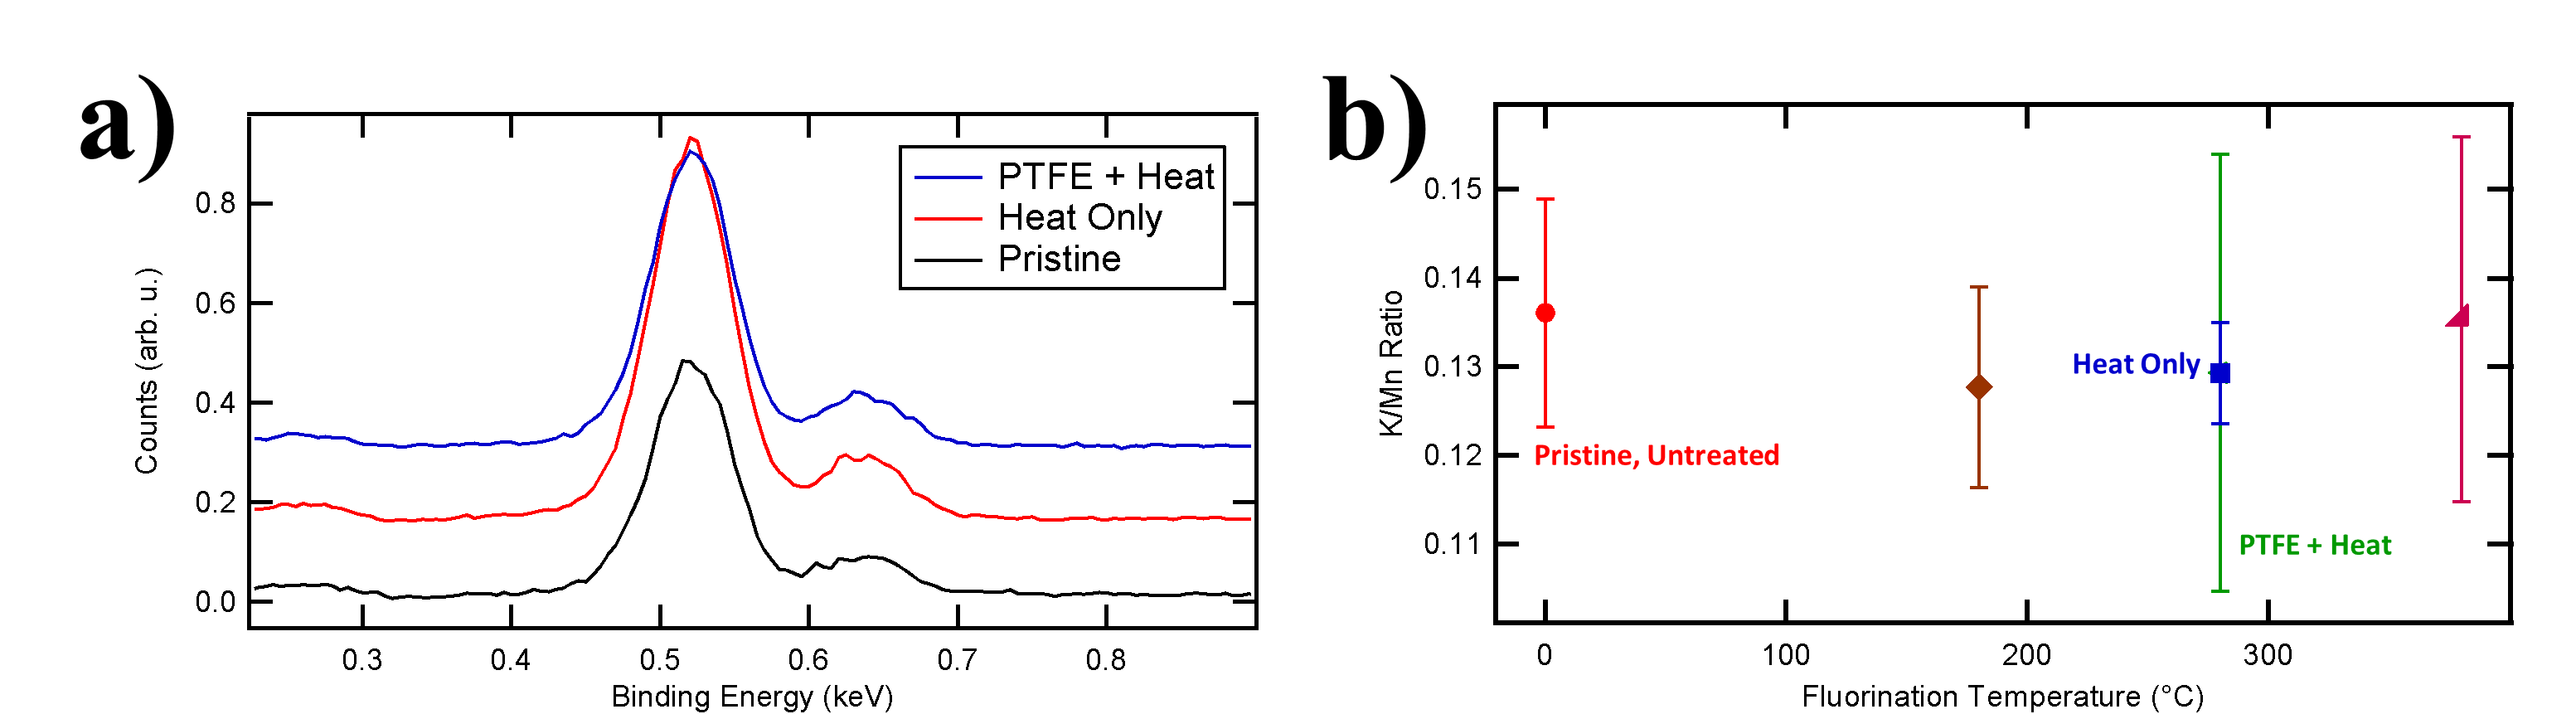 a)
Counts (arb. u.)
0.8
0.6
0.4
0.2
0.0
PTFE + Heat
Heat Only
Pristine
0.3 0.4 0.5 0.6 0.7 0.8
Binding Energy (keV)
b)
K/Mn Ratio
0.15
0.14
0.13
0.12
0.11
Heat Only
Pristine, Untreated
PTFE + Heat
0 100 200 300
Fluorination Temperature (°C)